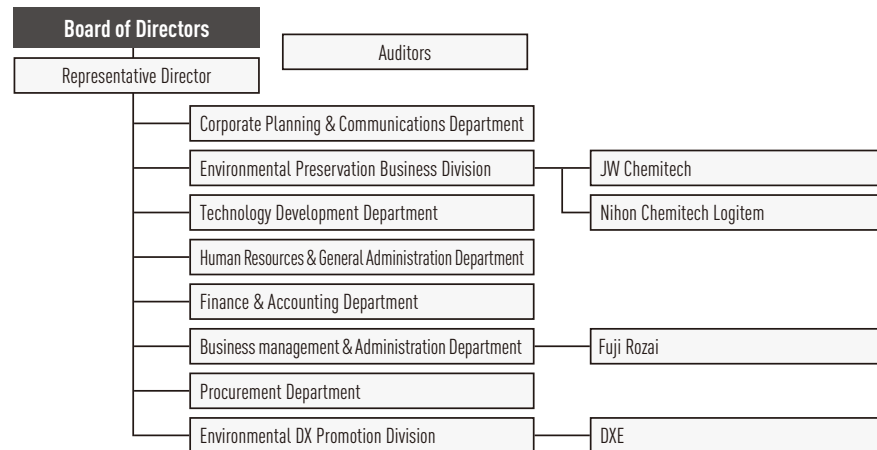 Board of Directors
Auditors
Representative Director
Corporate Planning & Communications Department
Environmental Preservation Business Division
JW Chemitech
Technology Development Department
Nihon Chemitech Logitem
Human Resources & General Administration Department
Finance & Accounting Department
Business management & Administration Department
Fuji Rozai
Procurement Department
Environmental DX Promotion Division
DXE